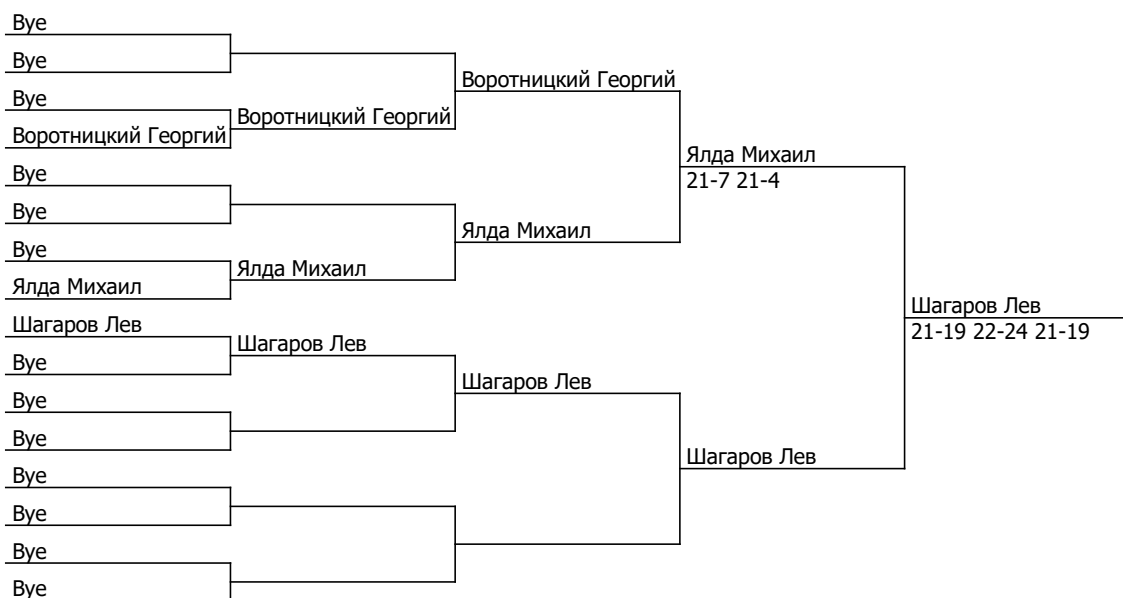 Bye
Bye
Bye
Воротницкий Георгий
Bye
Bye
Bye
Ялда Михаил
Шагаров Лев
Bye
Bye
Bye
Bye
Bye
Bye
Bye
Воротницкий Георгий
Ялда Михаил
Шагаров Лев
Воротницкий Георгий
Ялда Михаил
Шагаров Лев
Ялда Михаил
21-7 21-4
Шагаров Лев
Шагаров Лев
21-19 22-24 21-19